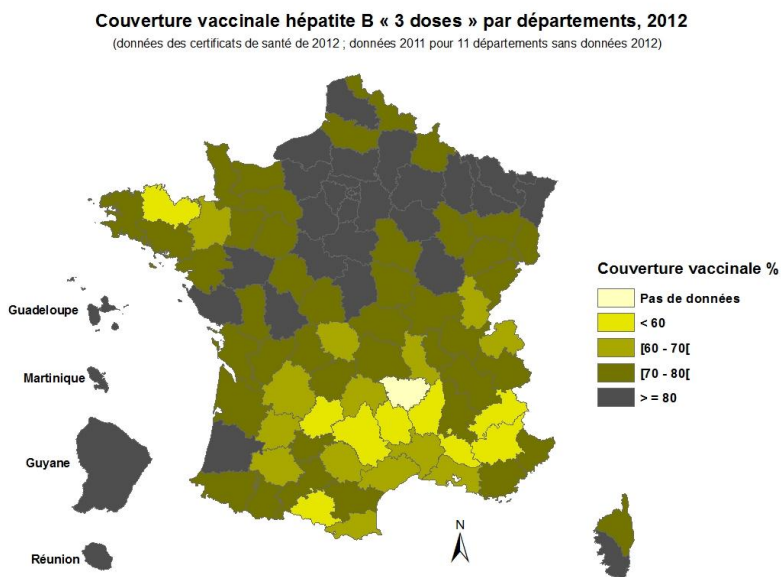 Couverture vaccinale hépatite B « 3 doses » par départements, 2012
(données des certificats de santé de 2012 ; données 2011 pour 11 départements sans données 2012)
Couverture vaccinale %
Pas de données
< 60
[60 - 70[
[70 - 80[
> = 80
Guadeloupe
Martinique
Guyane
Réunion
N